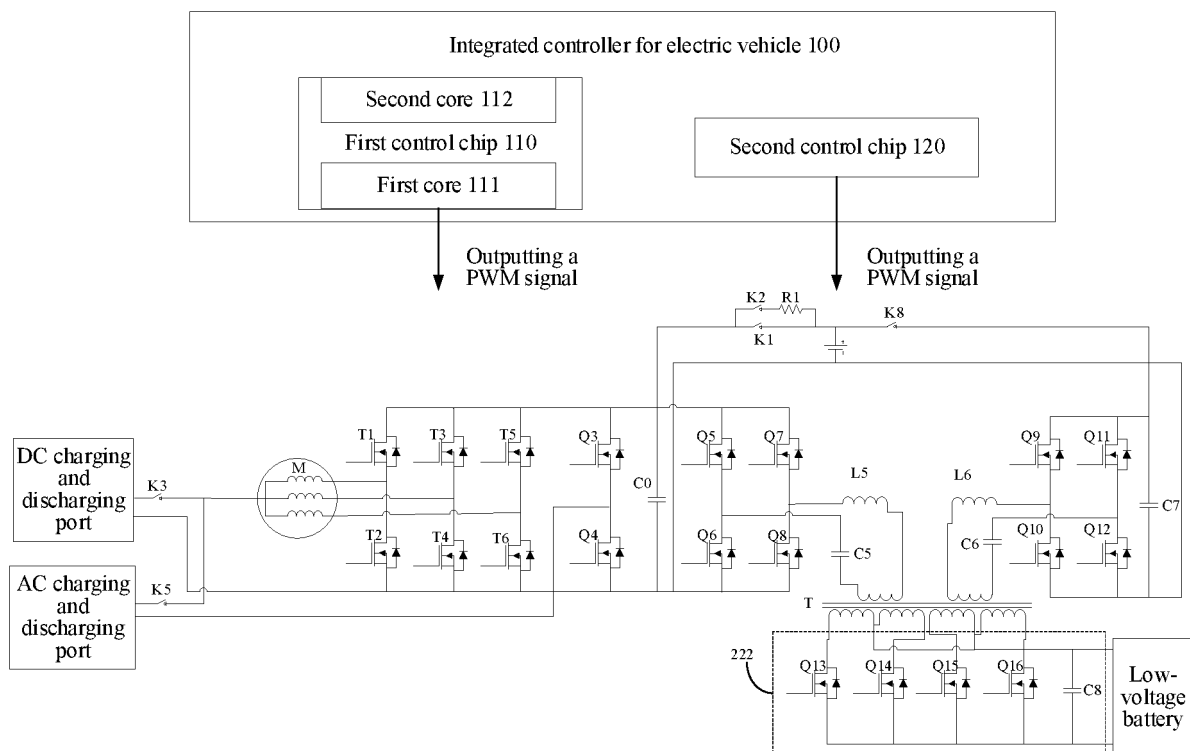 Integrated controller for electric vehicle 100
Second core 112
First control chip 110
First core 111
Second control chip 120
Outputting a
PWM signal
Outputting a
PWM signal
K2
R1
K1
K8
+
-
T1
T3
T5
Q3
Q5
Q7
Q9
Q11
DC charging
and
discharging
port
K3
M
C0
L5
L6
C7
T2
T4
T6
Q4
Q6
Q8
C5
C6
Q10
Q12
AC charging
and
discharging
port
K5
T
222
Q13
Q14
Q15
Q16
C8
Low-
voltage
battery